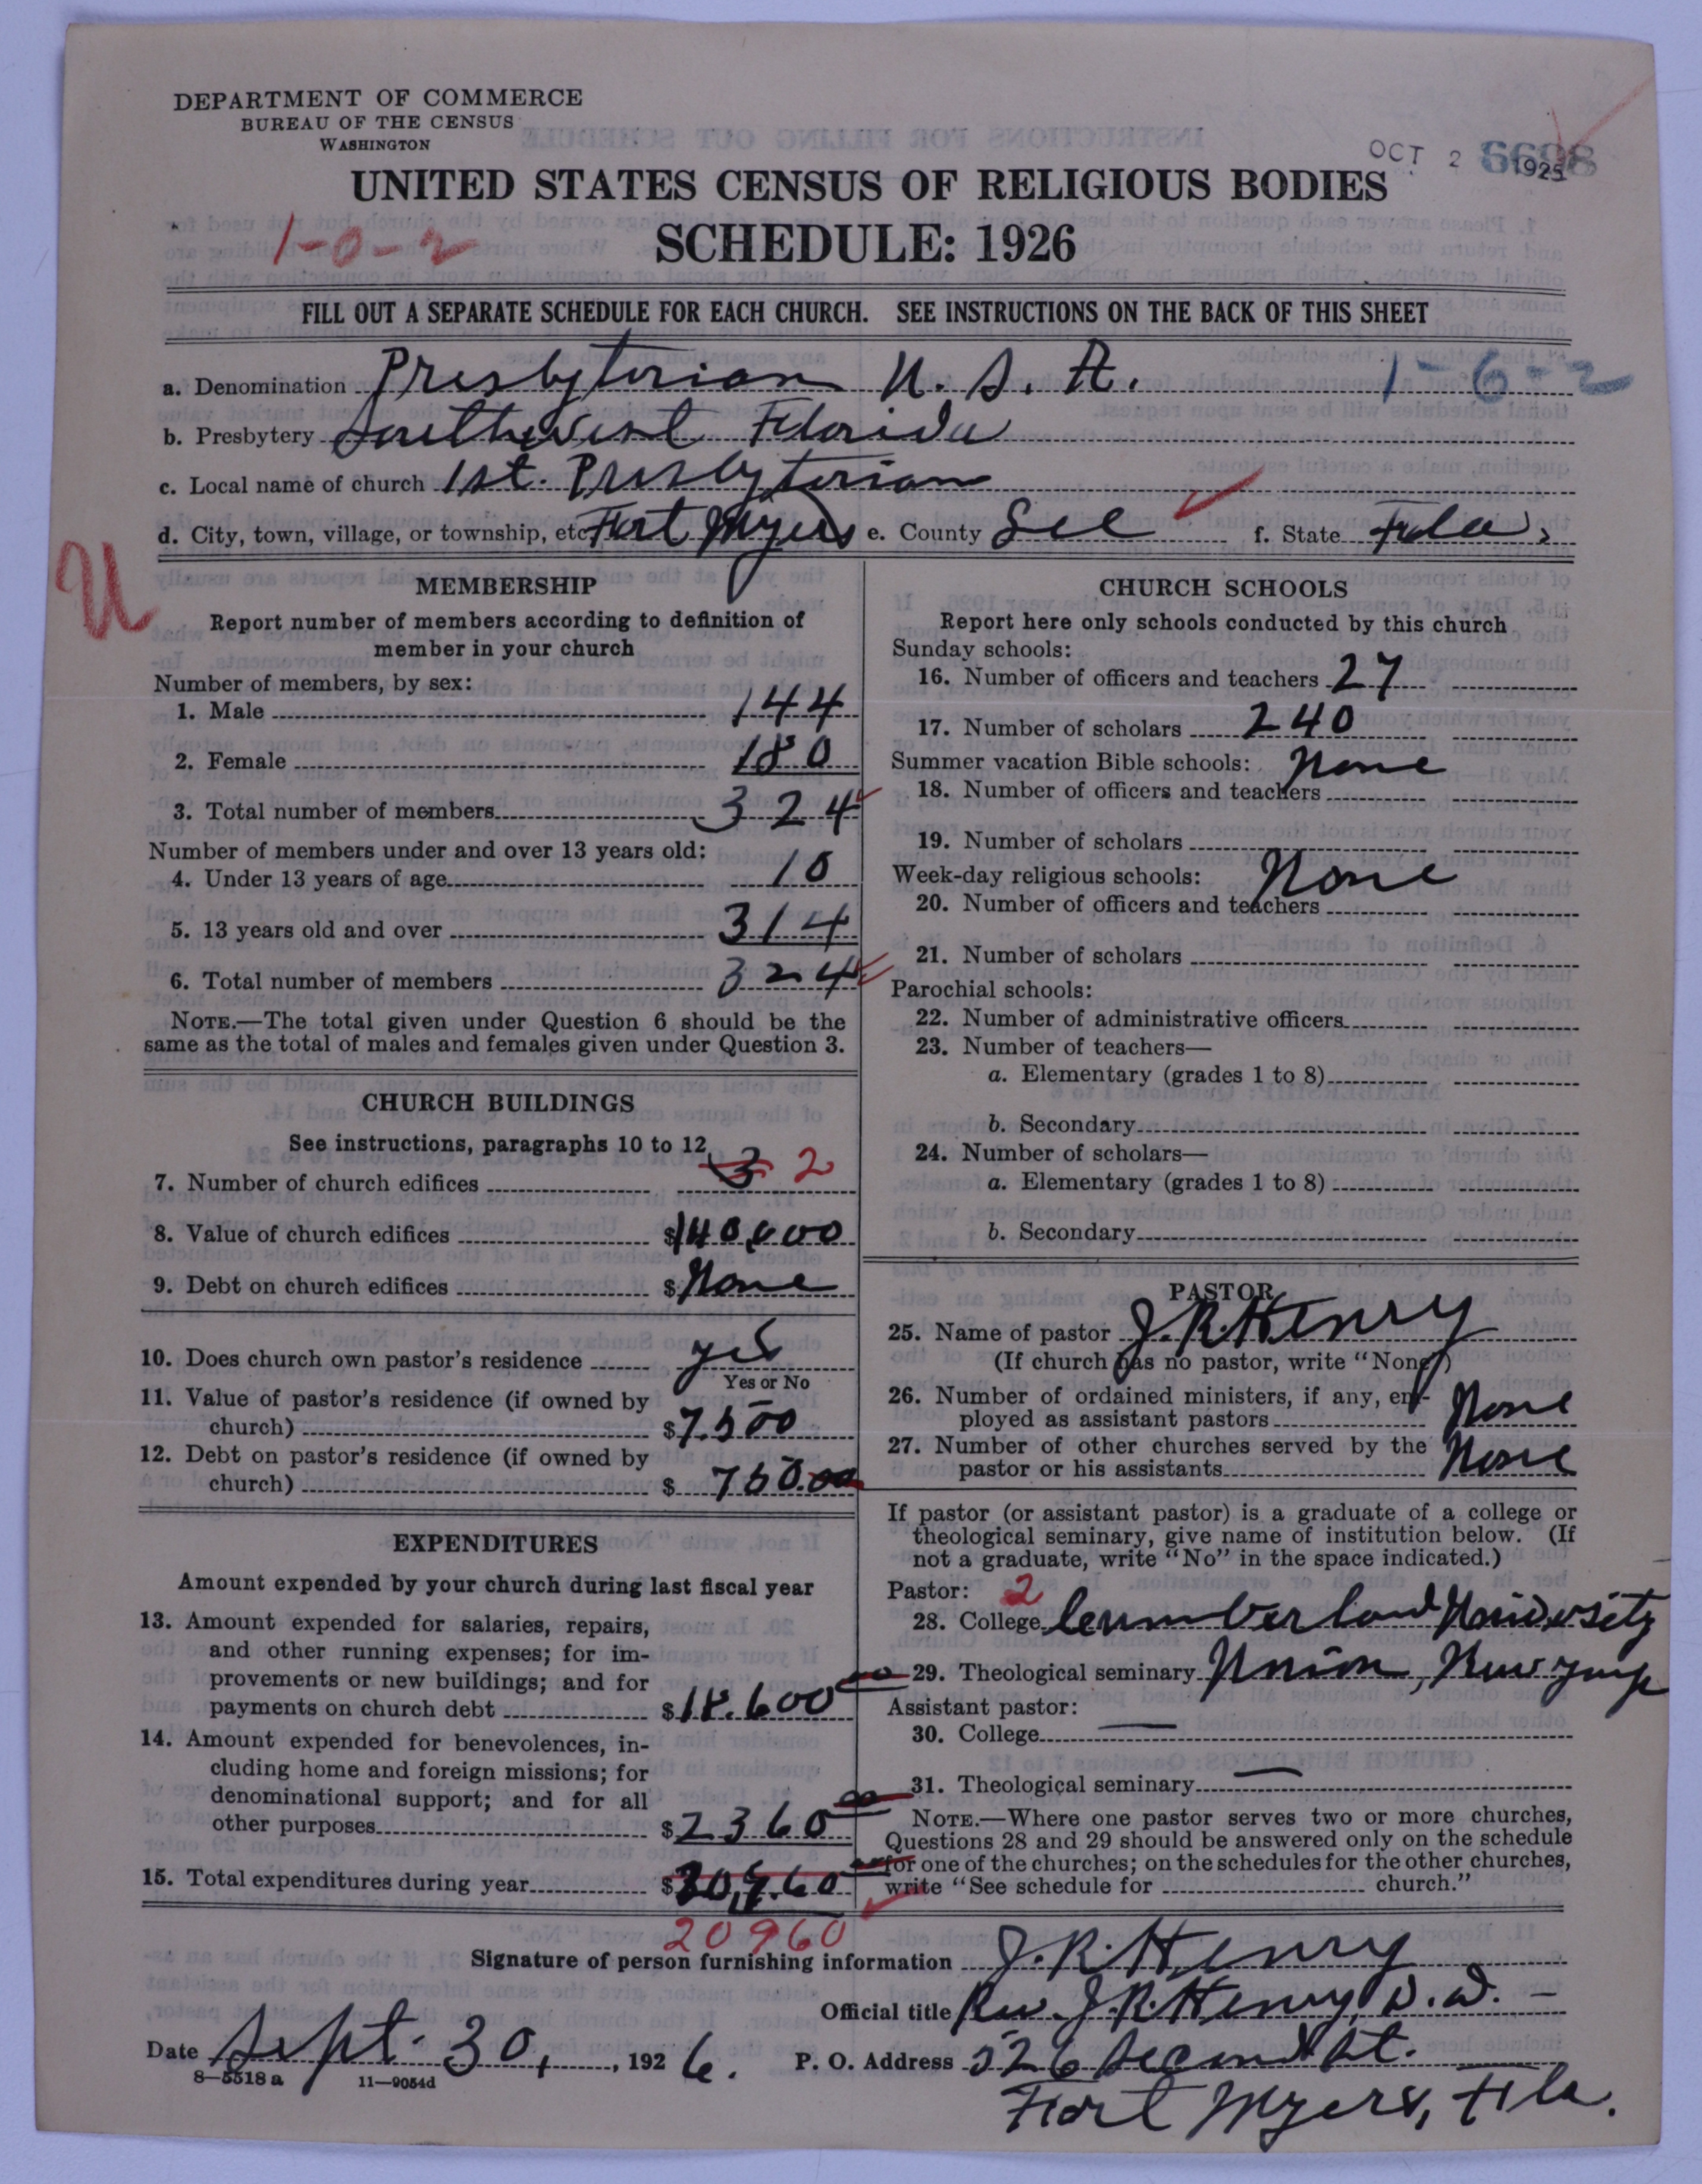 DEPARTMENT OF COMMERCE
BUREAU OF THE CENSUS
WASHINGTON
OCT 2 1925
6698
UNITED STATES CENSUS OF RELIGIOUS BODIES
1-0-2
SCHEDULE: 1926
FILL OUT A SEPARATE SCHEDULE FOR EACH CHURCH. SEE INSTRUCTIONS ON THE BACK OF THIS SHEET
a. Denomination Presbyterian U. S. A. 1-6-2
b. Presbytery Southwest Florida
c. Local name of church 1st. Presbyterian
d. City, town, village, or township, etc Fort Myers e. County Lee f. State Fla.
U
MEMBERSHIP
Report number of members according to definition of
member in your church
Number of members, by sex:
1. Male 144
2. Female 180
3. Total number of members 324
Number of members under and over 13 years old:
4. Under 13 years of age 10
5. 13 years old and over 314
6. Total number of members 324
NOTE.—The total given under Question 6 should be the
same as the total of males and females given under Question 3.
CHURCH BUILDINGS
See instructions, paragraphs 10 to 12
7. Number of church edifices 3 2
8. Value of church edifices $140,000
9. Debt on church edifices $None
10. Does church own pastor's residence yes
Yes or No
11. Value of pastor's residence (if owned by
church) $7.500
12. Debt on pastor's residence (if owned by
church) $ 750.00
EXPENDITURES
Amount expended by your church during last fiscal year
13. Amount expended for salaries, repairs,
and other running expenses; for im-
provements or new buildings; and for
payments on church debt $18.600 00
14. Amount expended for benevolences, in-
cluding home and foreign missions; for
denominational support; and for all
other purposes $2360 00
15. Total expenditures during year $
20960
CHURCH SCHOOLS
Report here only schools conducted by this church
Sunday schools:
16. Number of officers and teachers 27
17. Number of scholars 240
Summer vacation Bible schools: None
18. Number of officers and teachers
19. Number of scholars
Week-day religious schools: None
20. Number of officers and teachers
21. Number of scholars
Parochial schools:
22. Number of administrative officers
23. Number of teachers—
a. Elementary (grades 1 to 8)
b. Secondary
24. Number of scholars—
a. Elementary (grades 1 to 8)
b. Secondary
PASTOR
25. Name of pastor J. R. Henry
(If church has no pastor, write "None")
26. Number of ordained ministers, if any, em-
ployed as assistant pastors None
27. Number of other churches served by the
pastor or his assistants None
If pastor (or assistant pastor) is a graduate of a college or
theological seminary, give name of institution below. (If
not a graduate, write "No" in the space indicated.)
Pastor: 2
28. College Cumberland University
29. Theological seminary Union, New
Assistant pastor:
30. College —
31. Theological seminary —
NOTE.—Where one pastor serves two or more churches,
Questions 28 and 29 should be answered only on the schedule
for one of the churches; on the schedules for the other churches,
write "See schedule for church."
Signature of person furnishing information J. R. Henry
Official title Rev. J. R. Henry, D. D. —
Date Sept. 30, , 192 6.
P. O. Address 526 Second St.
Fort Myers, Fla.
8—5518 a 11—9054d